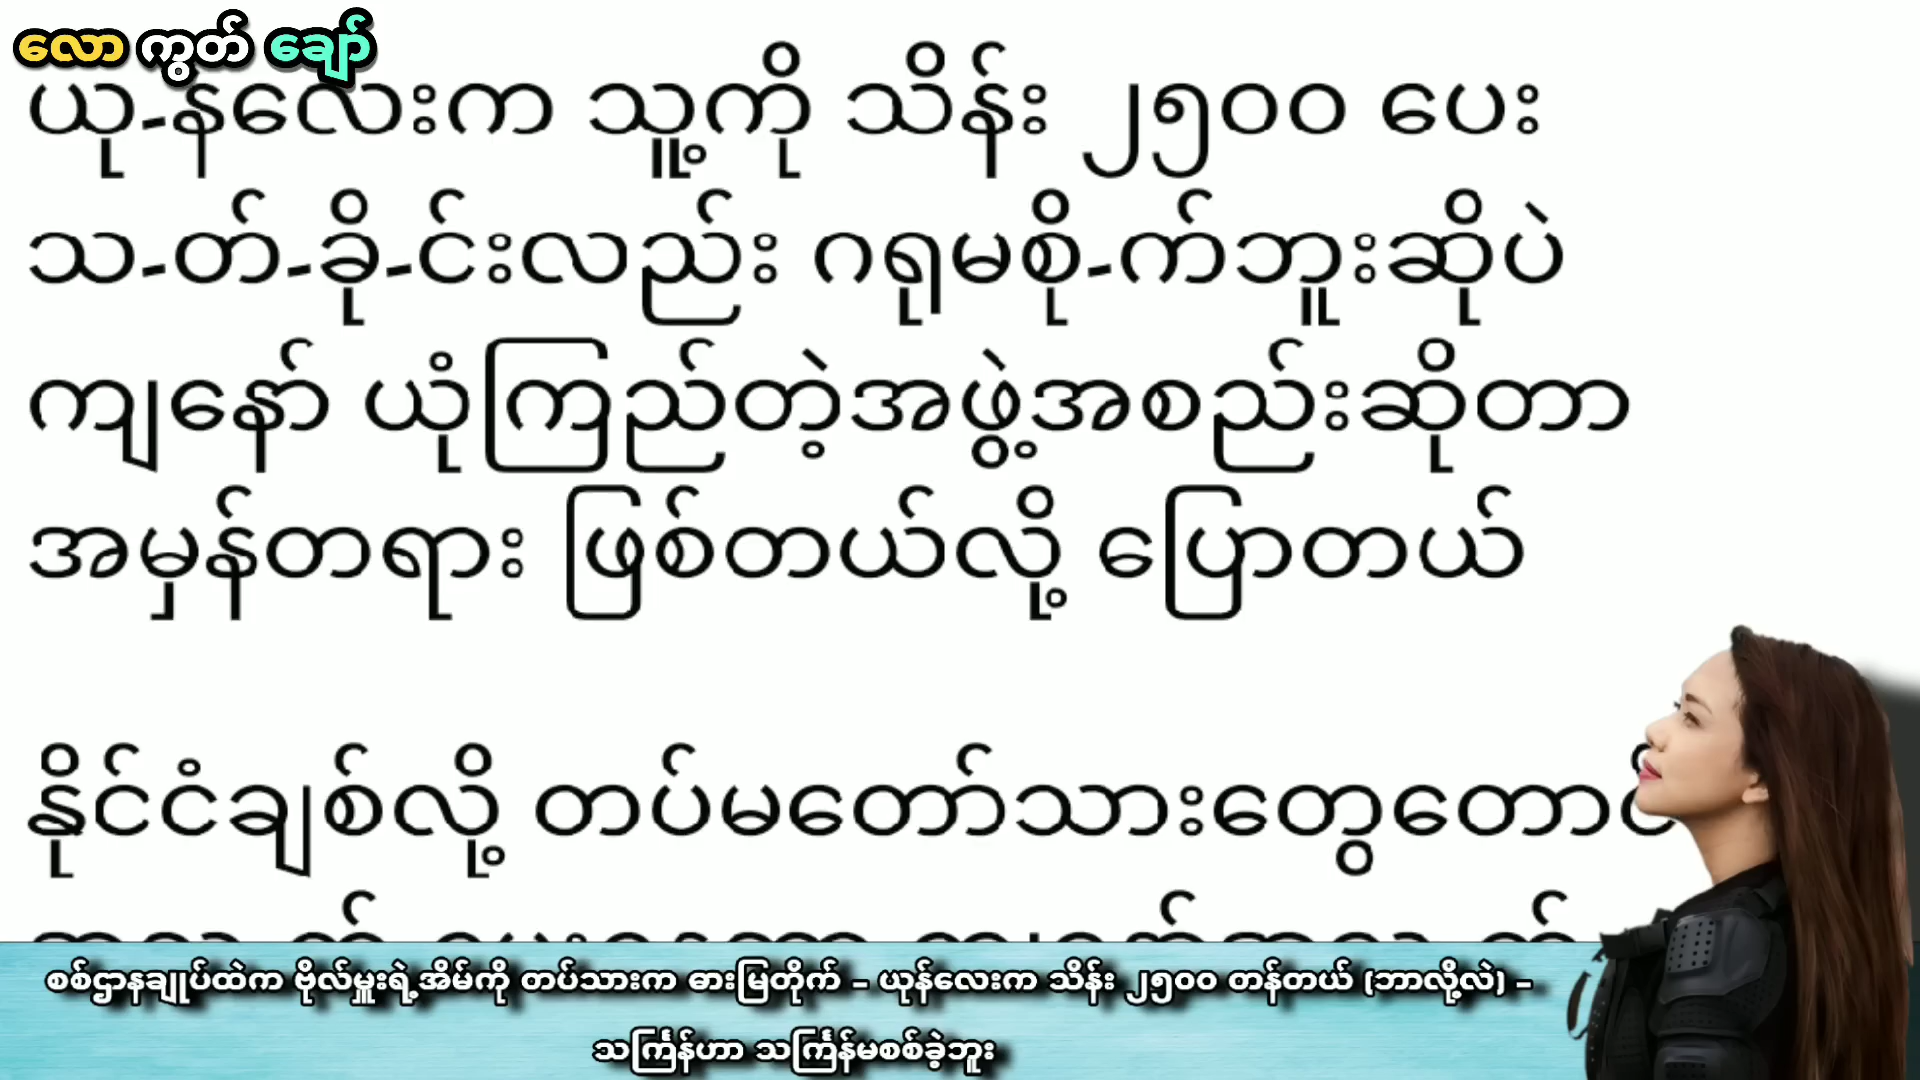 လော ကွတ် ချော်
ယု-န်လေးက သူ့ကို သိန်း ၂၅၀၀ ပေး
သ-တ်-ခို-င်းလည်း ဂရုမစို-က်ဘူးဆိုပဲ
ကျနော် ယုံကြည်တဲ့အဖွဲ့အစည်းဆိုတာ
အမှန်တရား ဖြစ်တယ်လို့ ပြောတယ်
နိုင်ငံချစ်လို့ တပ်မတော်သားတွေတောင်
စစ်ဌာနချုပ်ထဲက ဗိုလ်မှူးရဲ့အိမ်ကို တပ်သားက ဓားမြတိုက် – ယုန်လေးက သိန်း ၂၅၀၀ တန်တယ် (ဘာလို့လဲ) –
သင်္ကြန်ဟာ သင်္ကြန်မစစ်ခဲ့ဘူး